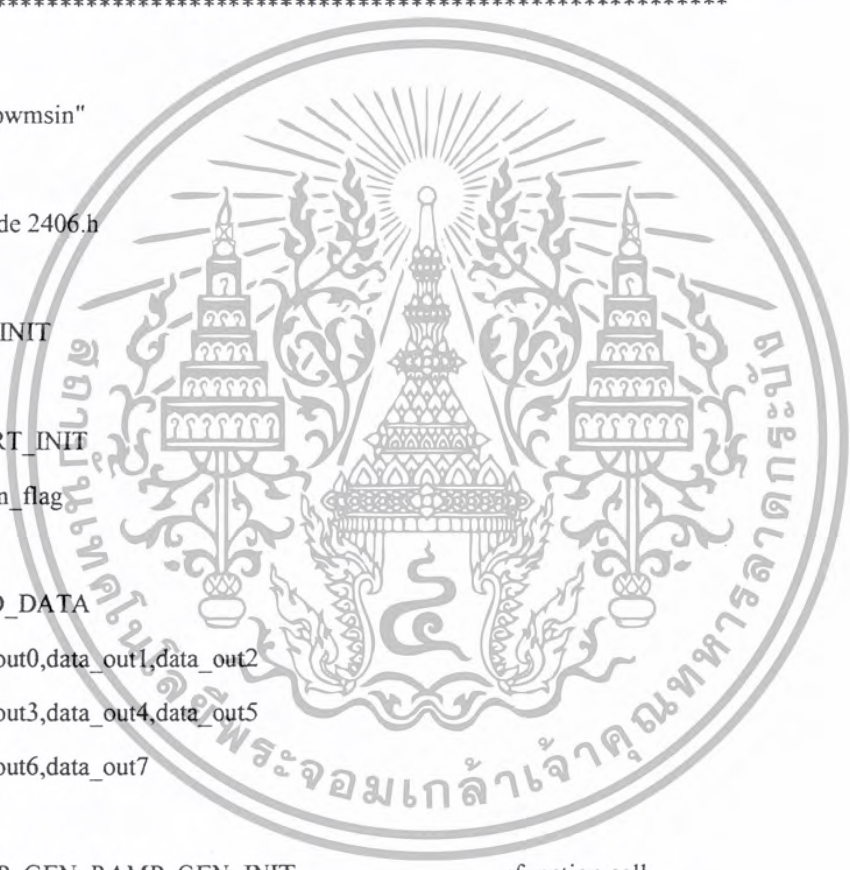 ************************************************************
owmsin"
de 2406.h
INIT
RT_INIT
n_flag
D_DATA
out0,data_out1,data_out2
out3,data_out4,data_out5
out6,data_out7
สถาบันเทคโนโลยีพระจอมเกล้าเจ้าคุณทหารลาดกระบัง